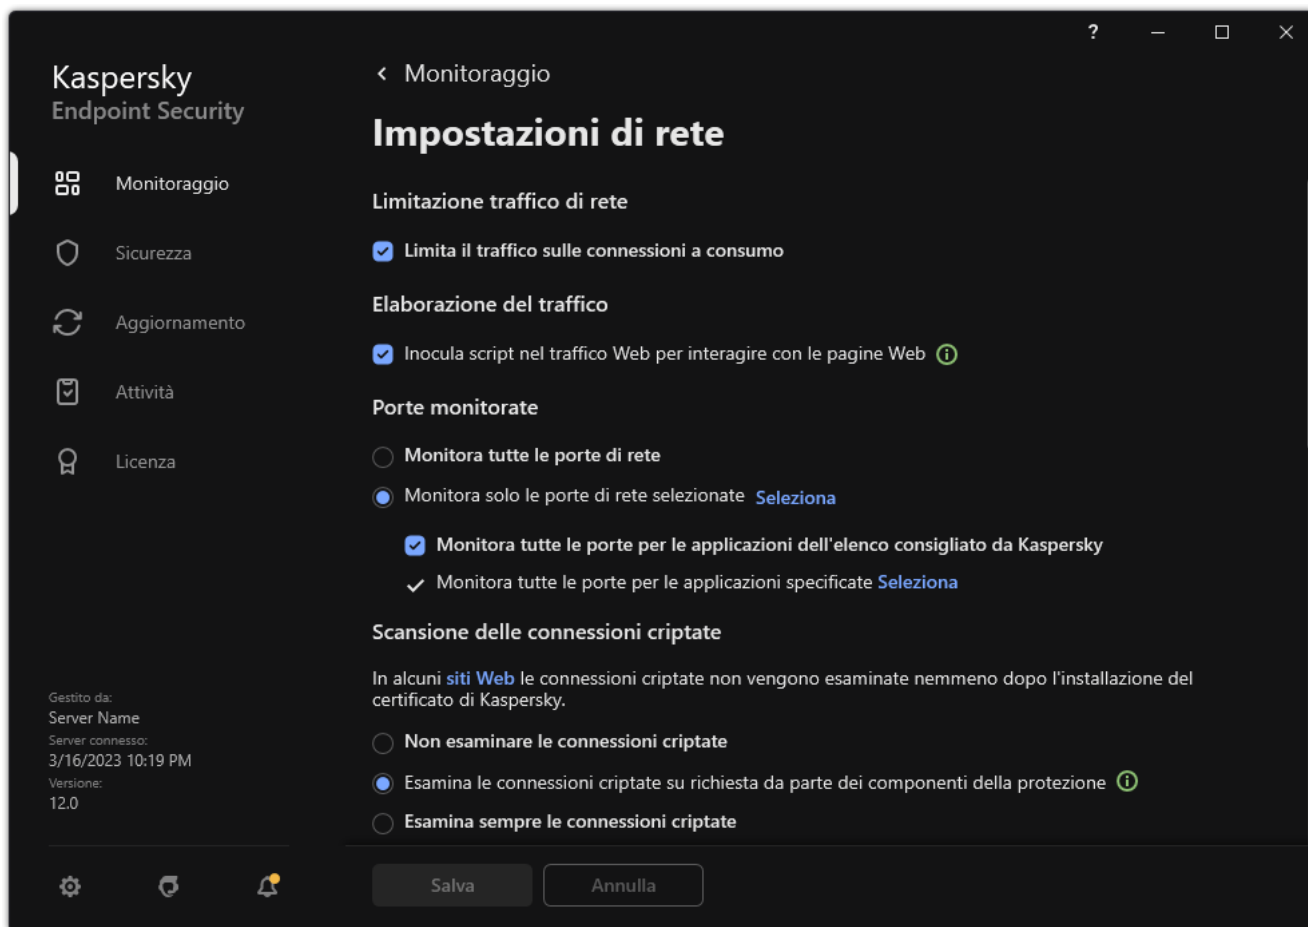 ?
Kaspersky
Endpoint Security
Monitoraggio
Sicurezza
Aggiornamento
Attività
Licenza
Gestito da:
Server Name
Server connesso:
3/16/2023 10:19 PM
Versione:
12.0
Monitoraggio
Impostazioni di rete
Limitazione traffico di rete
Limita il traffico sulle connessioni a consumo
Elaborazione del traffico
Inocula script nel traffico Web per interagire con le pagine Web
Porte monitorate
Monitora tutte le porte di rete
Monitora solo le porte di rete selezionate Seleziona
Monitora tutte le porte per le applicazioni dell'elenco consigliato da Kaspersky
Monitora tutte le porte per le applicazioni specificate Seleziona
Scansione delle connessioni criptate
In alcuni siti Web le connessioni criptate non vengono esaminate nemmeno dopo l'installazione del
certificato di Kaspersky.
Non esaminare le connessioni criptate
Esamina le connessioni criptate su richiesta da parte dei componenti della protezione
Esamina sempre le connessioni criptate
Salva
Annulla